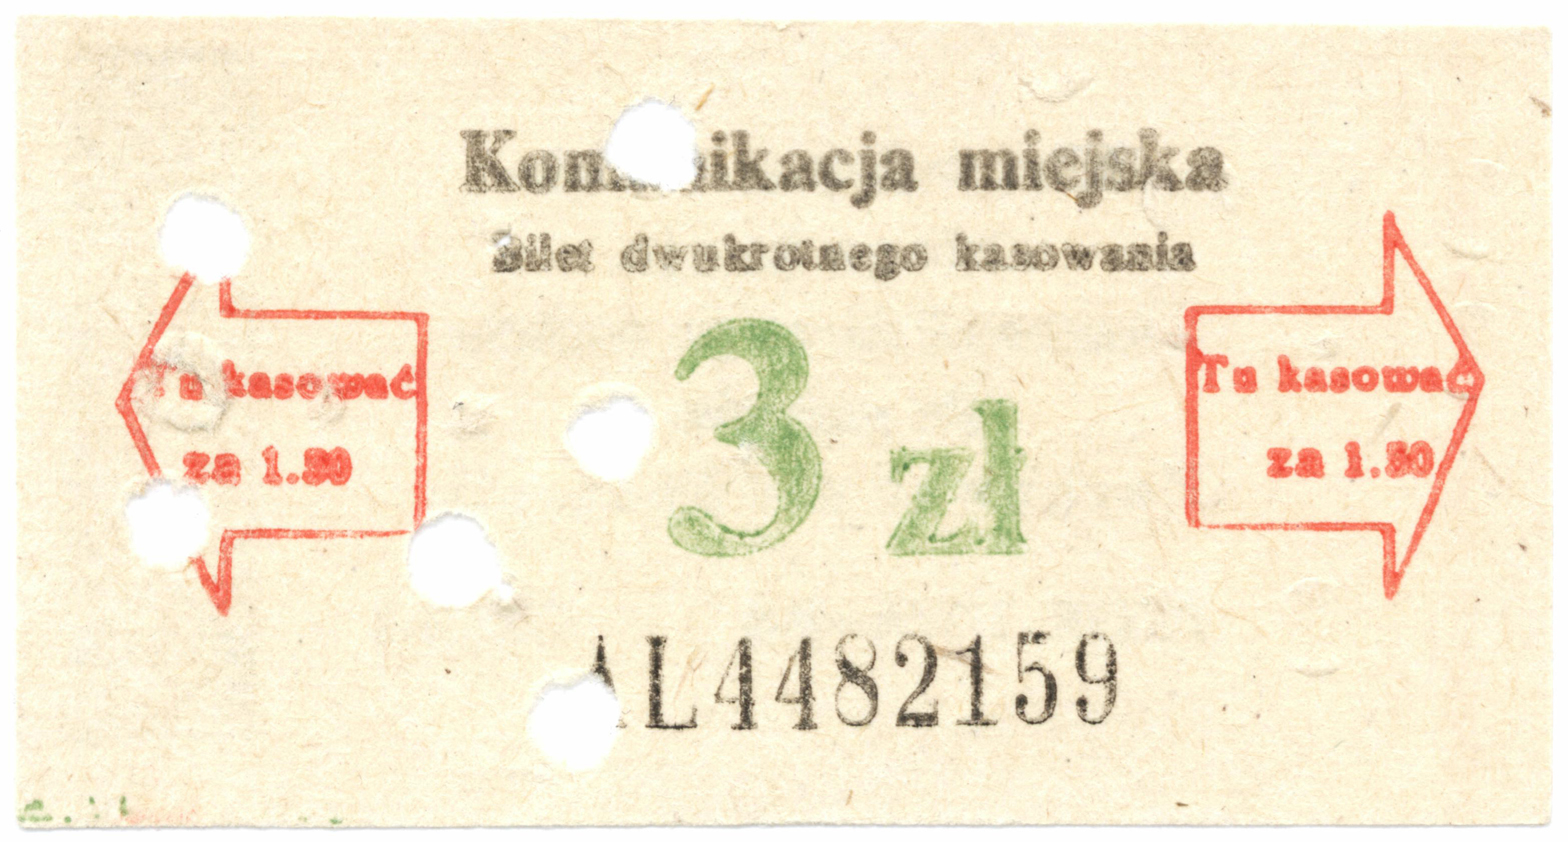 Komunikacja miejska
Bilet dwukrotnego kasowania
Tu kasować
za 1.50
3 zł
Tu kasować
za 1.50
AL4482159